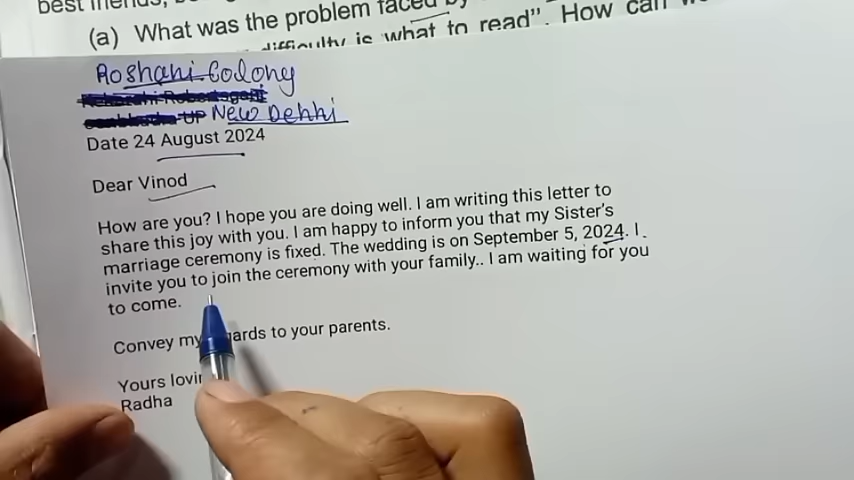 best friends,
(a) What was the problem faced by
difficulty is what to read". How can
Roshani Colony
New Dehhi
Date 24 August 2024
Dear Vinod
How are you? I hope you are doing well. I am writing this letter to
share this joy with you. I am happy to inform you that my Sister's
marriage ceremony is fixed. The wedding is on September 5, 2024. I
invite you to join the ceremony with your family.. I am waiting for you
to come.
Convey my to your parents.
Yours
Radha